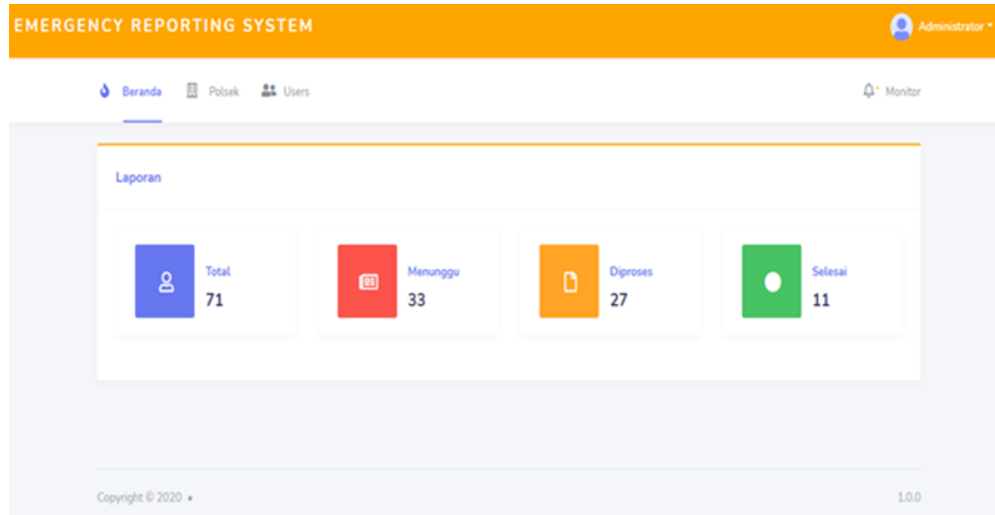 EMERGENCY REPORTING SYSTEM
Administrator
Beranda Polsek Users Monitor
Laporan
Total
71
Menunggu
33
Diproses
27
Selesai
11
Copyright © 2020 •
1.0.0